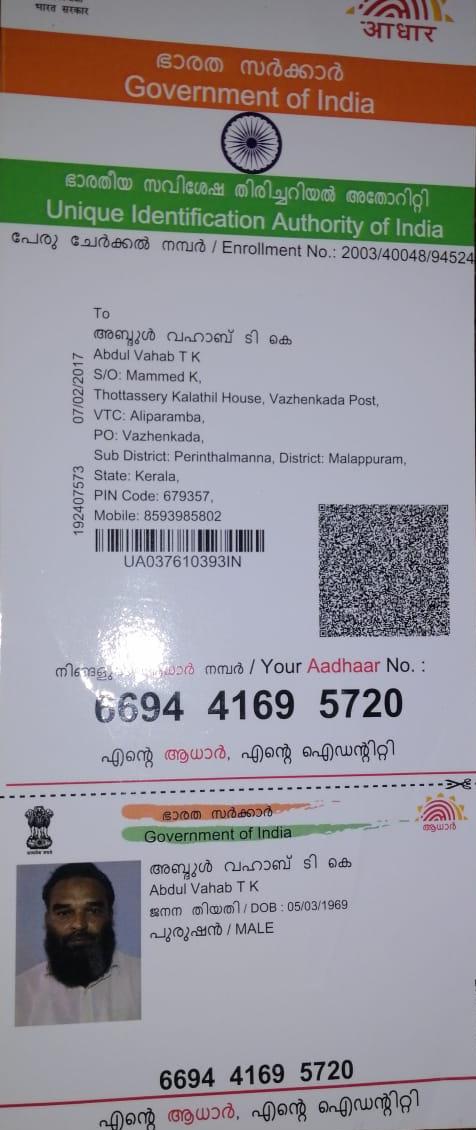 भारत सरकार
आधार
ഭാരത സർക്കാർ
Government of India
ഭാരതീയ സവിശേഷ തിരിച്ചറിയൽ അതോറിറ്റി
Unique Identification Authority of India
പേരു ചേർക്കൽ നമ്പർ / Enrollment No.: 2003/40048/94524
To
അബ്ദുൾ വഹാബ് ടി കെ
Abdul Vahab T K
S/O: Mammed K,
Thottassery Kalathil House, Vazhenkada Post,
VTC: Aliparamba,
PO: Vazhenkada,
Sub District: Perinthalmanna, District: Malappuram,
State: Kerala,
PIN Code: 679357,
Mobile: 8593985802
192407573 07/02/2017
UA037610393IN
ആധാർ നമ്പർ / Your Aadhaar No. :
6694 4169 5720
എന്റെ ആധാർ, എന്റെ ഐഡന്റിറ്റി
ഭാരത സർക്കാർ
Government of India
ആധാർ
അബ്ദുൾ വഹാബ് ടി കെ
Abdul Vahab T K
ജനന തിയതി / DOB : 05/03/1969
പുരുഷൻ / MALE
6694 4169 5720
എന്റെ ആധാർ, എന്റെ ഐഡന്റിറ്റി